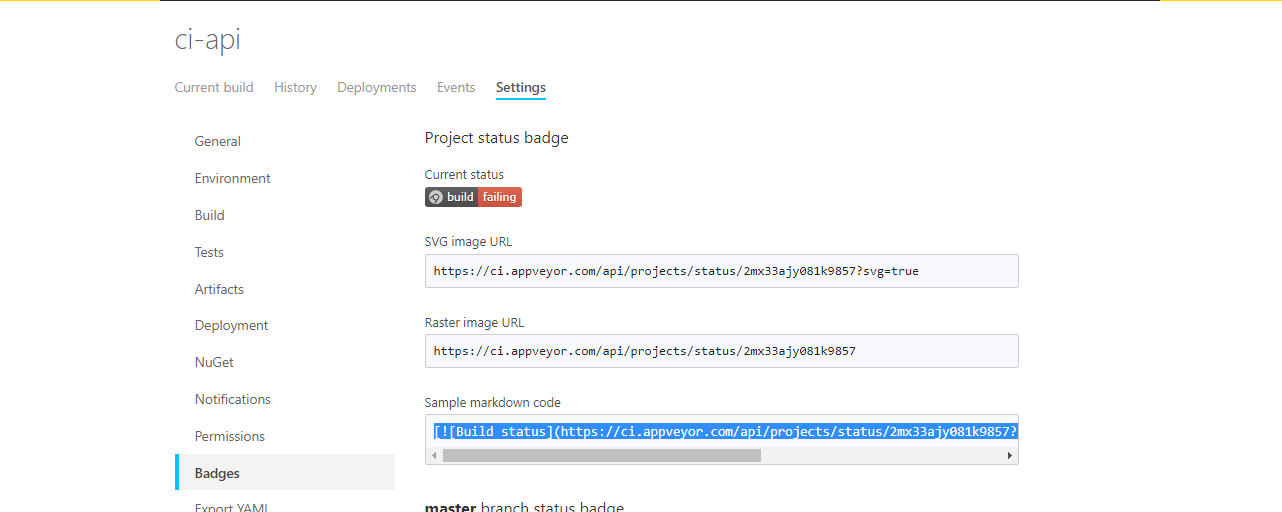 ci-api
Current build History Deployments Events Settings
General
Environment
Build
Tests
Artifacts
Deployment
NuGet
Notifications
Permissions
Badges
Export YAML
Project status badge
Current status
build failing
SVG image URL
https://ci.appveyor.com/api/projects/status/2mx33ajy081k9857?svg=true
Raster image URL
https://ci.appveyor.com/api/projects/status/2mx33ajy081k9857
Sample markdown code
[![Build status](https://ci.appveyor.com/api/projects/status/2mx33ajy081k9857?
master branch status badge